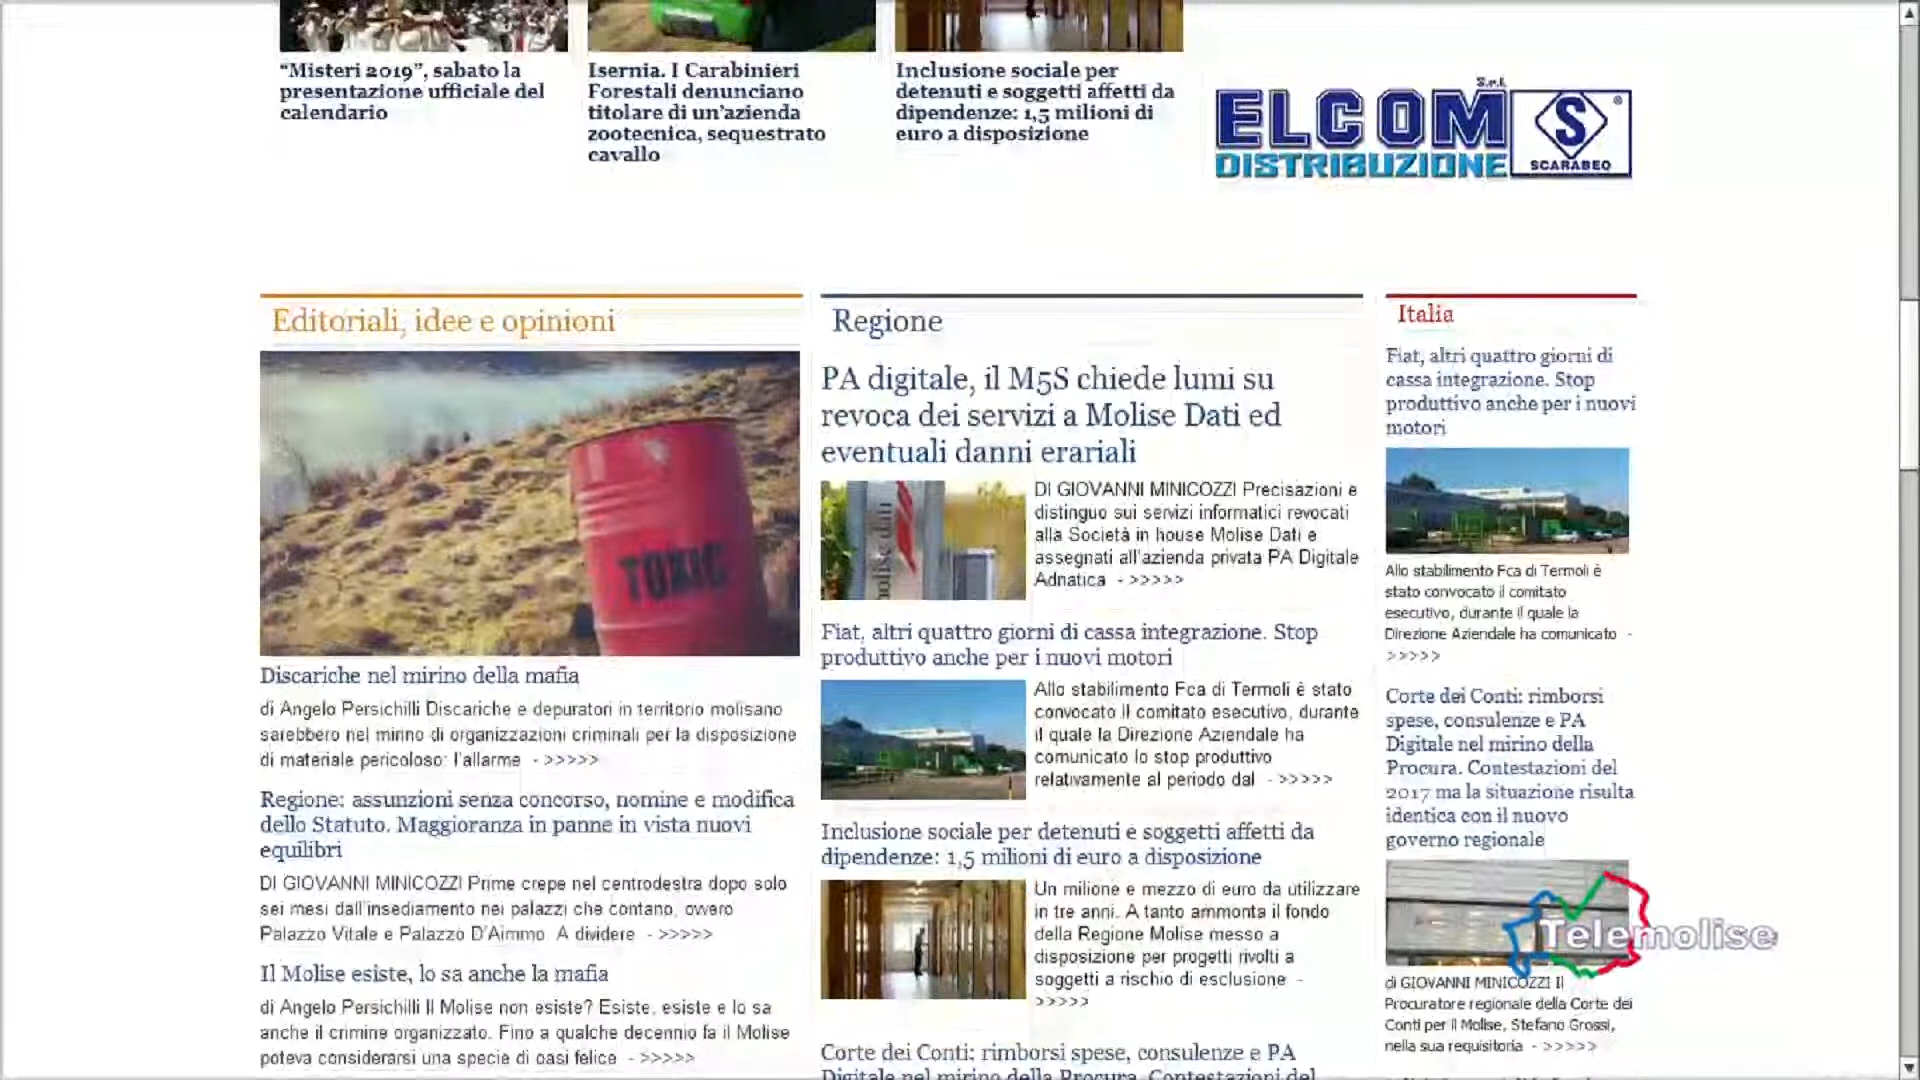 "Misteri 2019", sabato la
presentazione ufficiale del
calendario
Isernia. I Carabinieri
Forestali denunciano
titolare di un'azienda
zootecnica, sequestrato
cavallo
Inclusione sociale per
detenuti e soggetti affetti da
dipendenze: 1,5 milioni di
euro a disposizione
S.r.l.
ELCOM
DISTRIBUZIONE
S ®
SCARABEO
Editoriali, idee e opinioni
TOXIC
Discariche nel mirino della mafia
di Angelo Persichilli Discariche e depuratori in territorio molisano
sarebbero nel mirino di organizzazioni criminali per la disposizione
di materiale pericoloso: l'allarme - >>>>>
Regione: assunzioni senza concorso, nomine e modifica
dello Statuto. Maggioranza in panne in vista nuovi
equilibri
DI GIOVANNI MINICOZZI Prime crepe nel centrodestra dopo solo
sei mesi dall'insediamento nei palazzi che contano, ovvero
Palazzo Vitale e Palazzo D'Aimmo. A dividere - >>>>>
Il Molise esiste, lo sa anche la mafia
di Angelo Persichilli Il Molise non esiste? Esiste, esiste e lo sa
anche il crimine organizzato. Fino a qualche decennio fa il Molise
poteva considerarsi una specie di oasi felice - >>>>>
Regione
PA digitale, il M5S chiede lumi su
revoca dei servizi a Molise Dati ed
eventuali danni erariali
molise dati
DI GIOVANNI MINICOZZI Precisazioni e
distinguo sui servizi informatici revocati
alla Società in house Molise Dati e
assegnati all'azienda privata PA Digitale
Adriatica - >>>>>
Fiat, altri quattro giorni di cassa integrazione. Stop
produttivo anche per i nuovi motori
Allo stabilimento Fca di Termoli è stato
convocato il comitato esecutivo, durante
il quale la Direzione Aziendale ha
comunicato lo stop produttivo
relativamente al periodo dal - >>>>>
Inclusione sociale per detenuti e soggetti affetti da
dipendenze: 1,5 milioni di euro a disposizione
Un milione e mezzo di euro da utilizzare
in tre anni. A tanto ammonta il fondo
della Regione Molise messo a
disposizione per progetti rivolti a
soggetti a rischio di esclusione -
>>>>>
Corte dei Conti: rimborsi spese, consulenze e PA
Digitale nel mirino della Procura. Contestazioni del
Italia
Fiat, altri quattro giorni di
cassa integrazione. Stop
produttivo anche per i nuovi
motori
Allo stabilimento Fca di Termoli è
stato convocato il comitato
esecutivo, durante il quale la
Direzione Aziendale ha comunicato -
>>>>>
Corte dei Conti: rimborsi
spese, consulenze e PA
Digitale nel mirino della
Procura. Contestazioni del
2017 ma la situazione risulta
identica con il nuovo
governo regionale
Telemolise
di GIOVANNI MINICOZZI Il
Procuratore regionale della Corte dei
Conti per il Molise, Stefano Grossi,
nella sua requisitoria - >>>>>